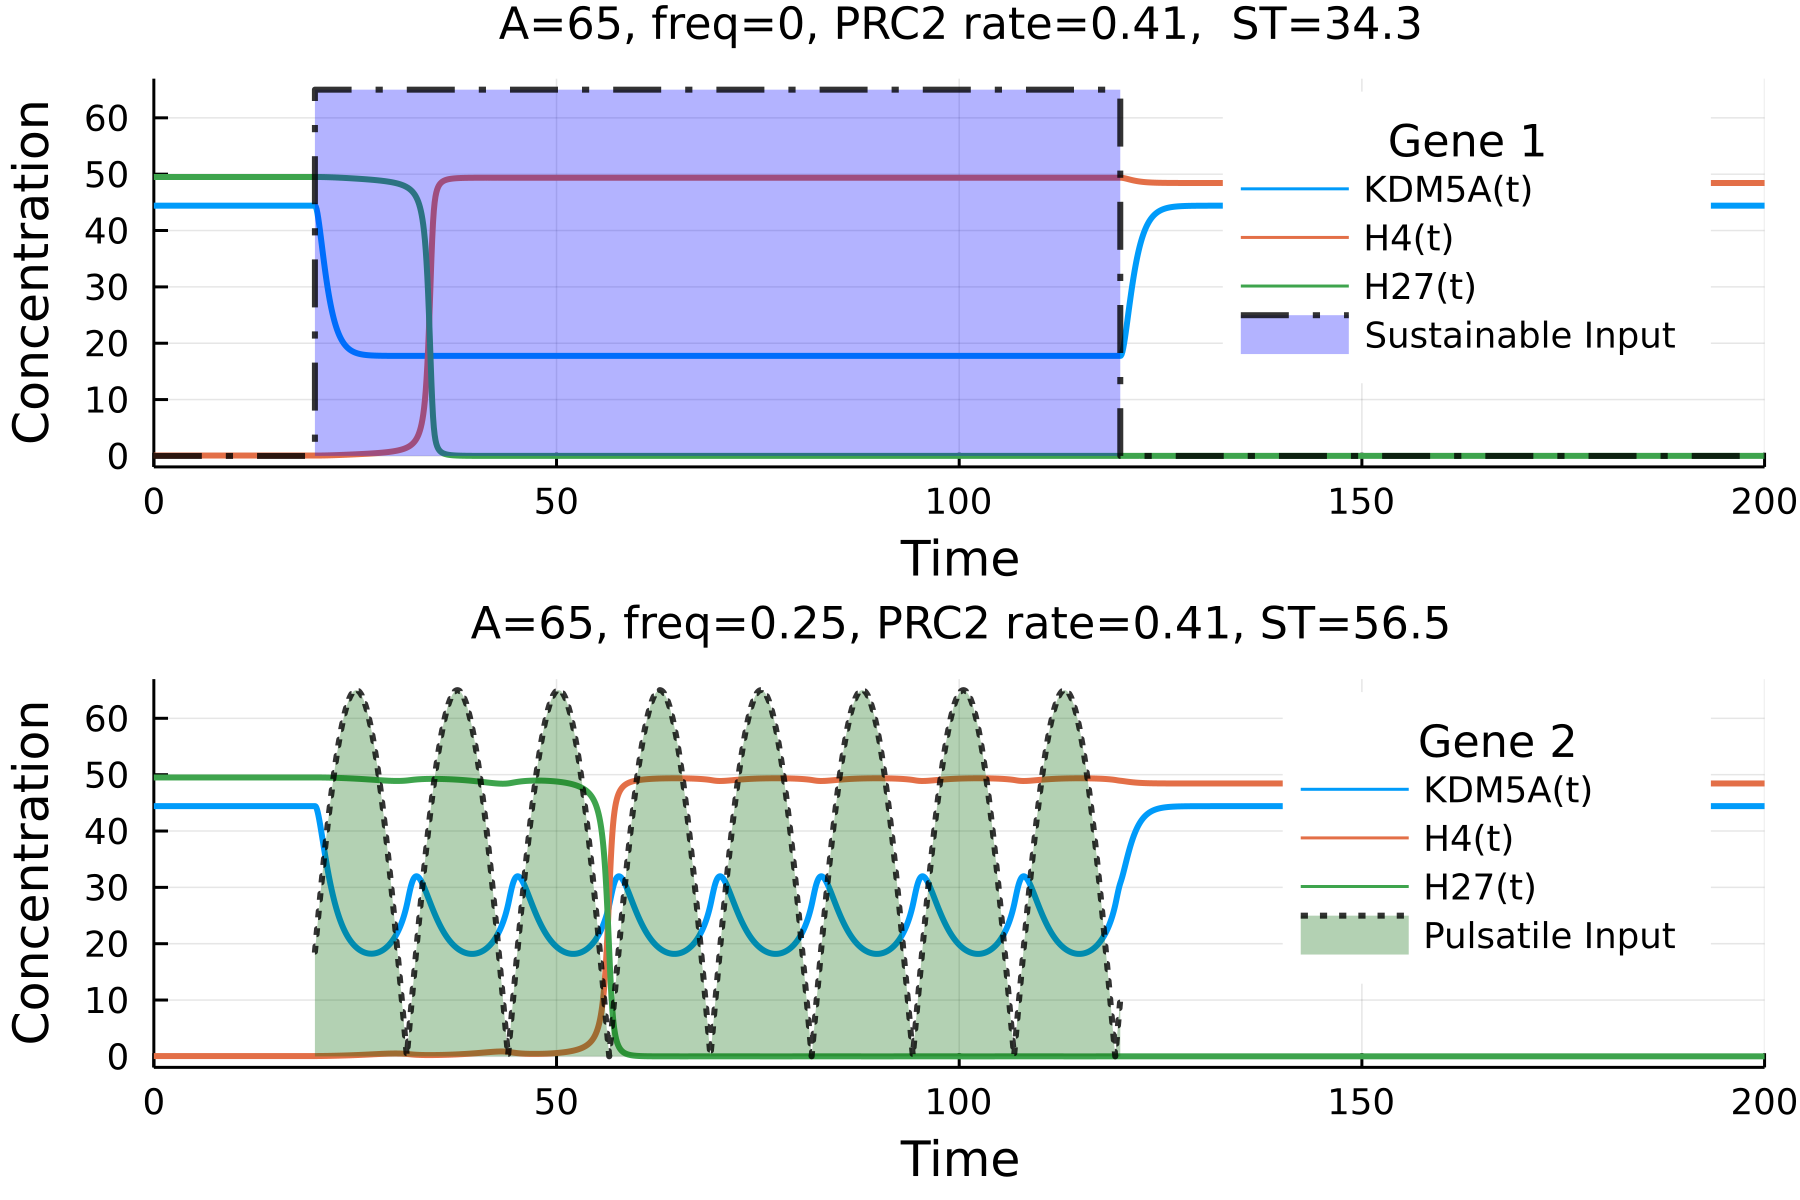 A=65, freq=0, PRC2 rate=0.41,  ST=34.3
Concentration
60
50
40
30
20
10
0
Gene 1
KDM5A(t)
H4(t)
H27(t)
Sustainable Input
0 50 100 150 200
Time
A=65, freq=0.25, PRC2 rate=0.41, ST=56.5
Concentration
60
50
40
30
20
10
0
Gene 2
KDM5A(t)
H4(t)
H27(t)
Pulsatile Input
0 50 100 150 200
Time